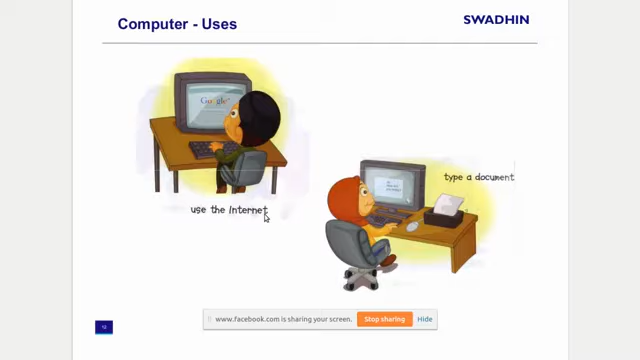 Computer - Uses
SWADHIN
Google
use the Internet
type a document
www.facebook.com is sharing your screen.
Stop sharing
Hide
12